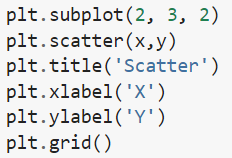 plt.subplot(2, 3, 2)
plt.scatter(x,y)
plt.title('Scatter')
plt.xlabel('X')
plt.ylabel('Y')
plt.grid()